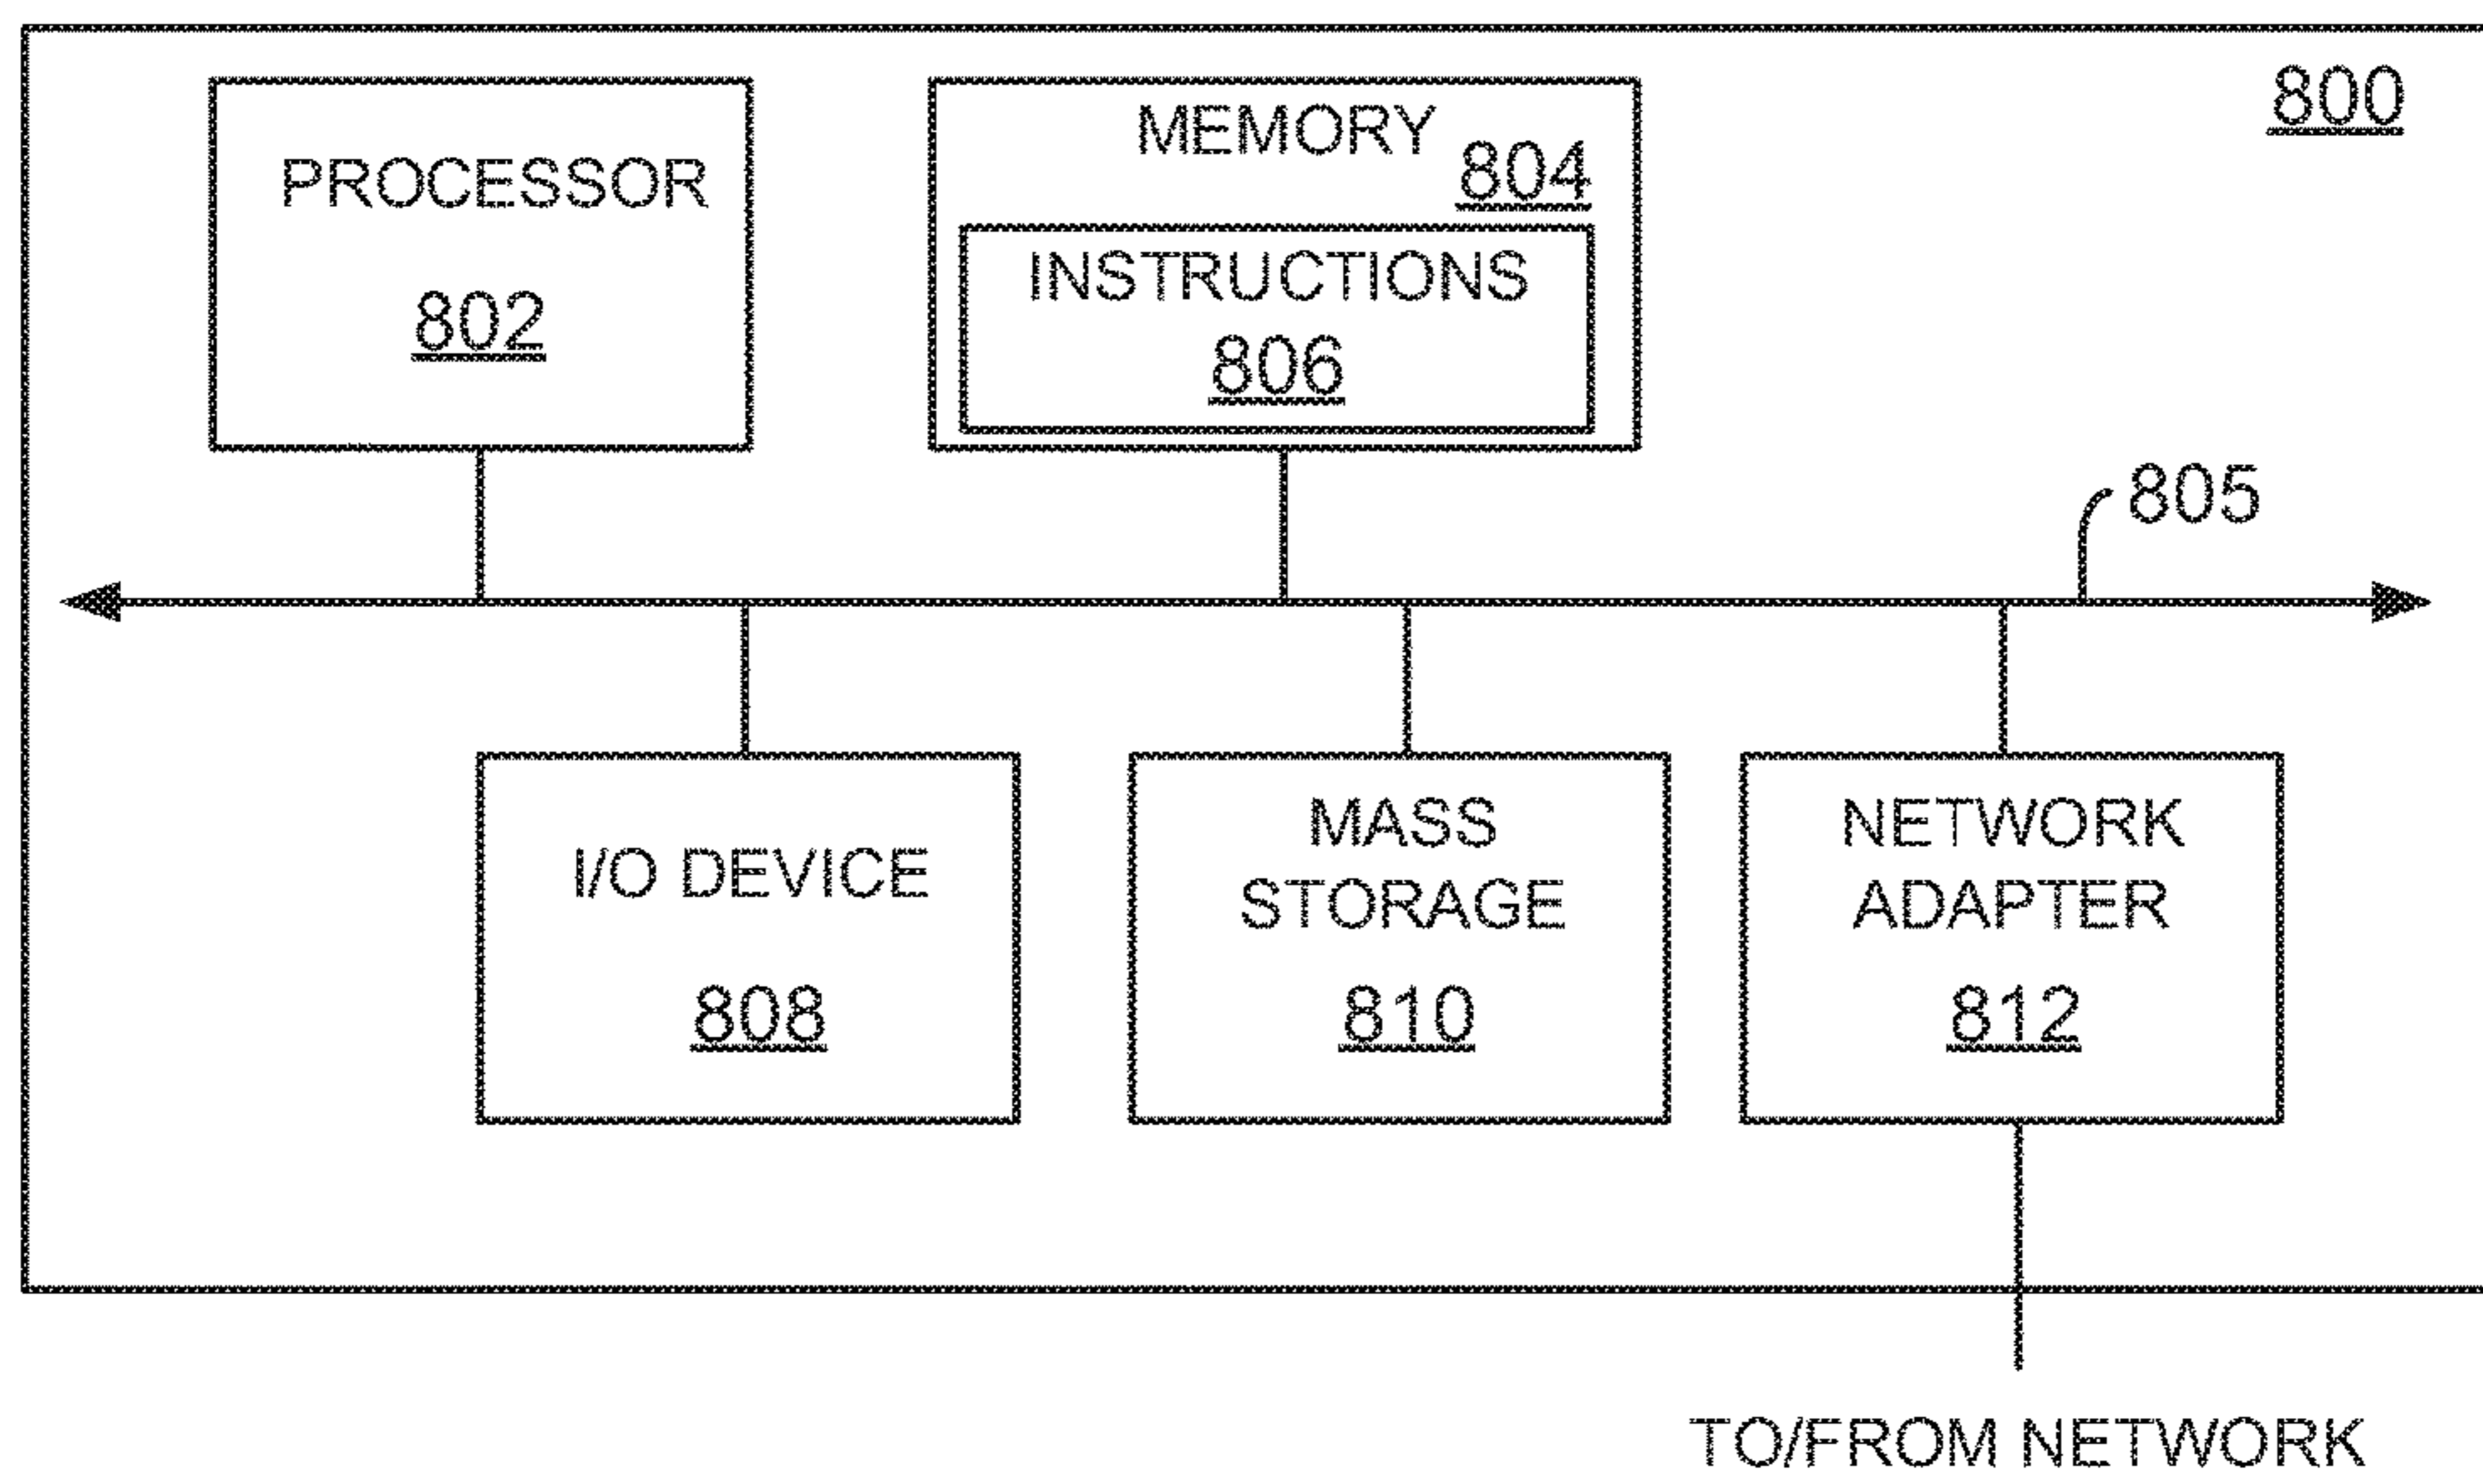 800
PROCESSOR
802
MEMORY
804
INSTRUCTIONS
806
805
I/O DEVICE
808
MASS
STORAGE
810
NETWORK
ADAPTER
812
TO/FROM NETWORK